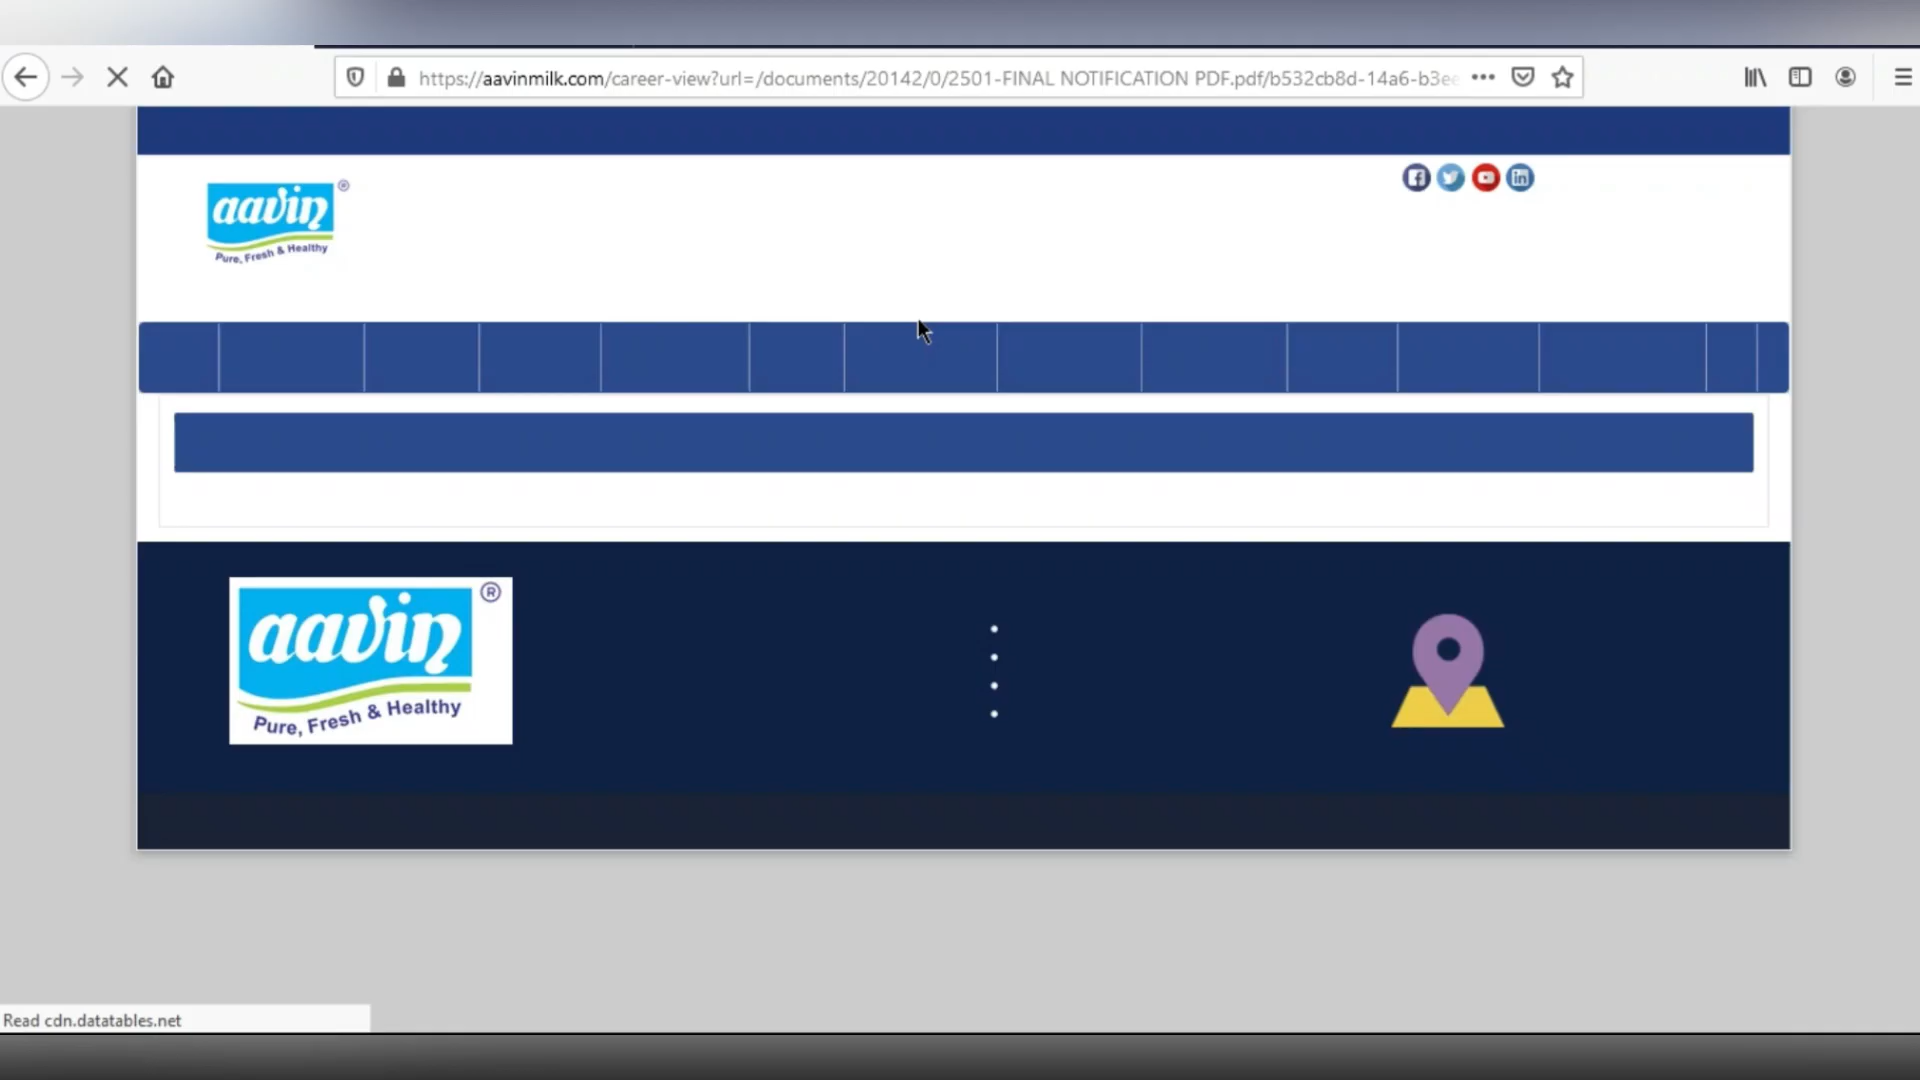 https://aavinmilk.com/career-view?url=/documents/20142/0/2501-FINAL NOTIFICATION PDF.pdf/b532cb8d-14a6-b3ee
aavin ®
Pure, Fresh & Healthy
aavin ®
Pure, Fresh & Healthy
Read cdn.datatables.net